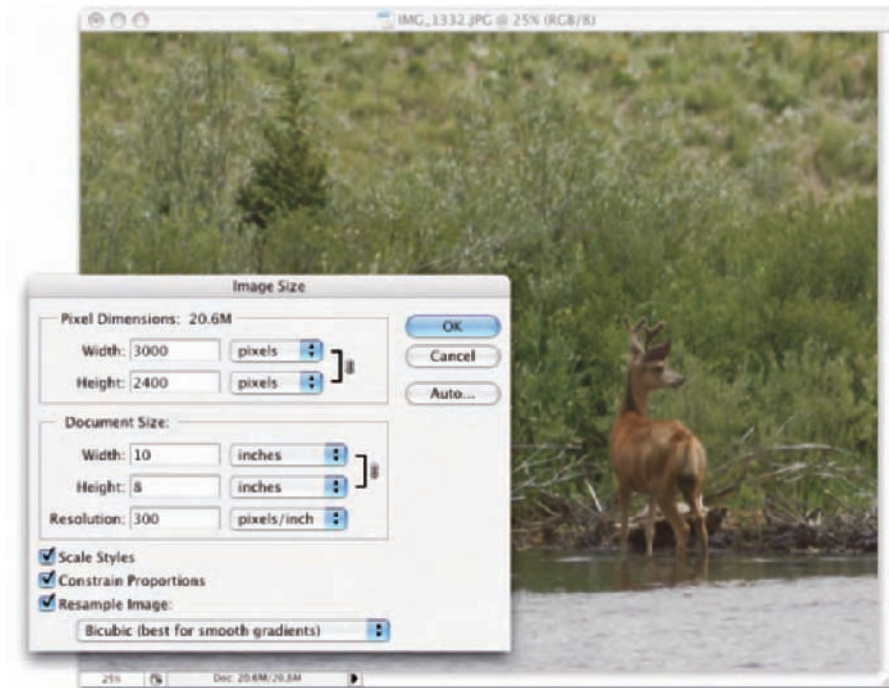 IMG_1332.JPG @ 25% (RGB/8)
Image Size
Pixel Dimensions: 20.6M
Width: 3000 pixels
Height: 2400 pixels
OK
Cancel
Auto...
Document Size:
Width: 10 inches
Height: 8 inches
Resolution: 300 pixels/inch
Scale Styles
Constrain Proportions
Resample Image:
Bicubic (best for smooth gradients)
25% Doc: 20.6M/20.6M